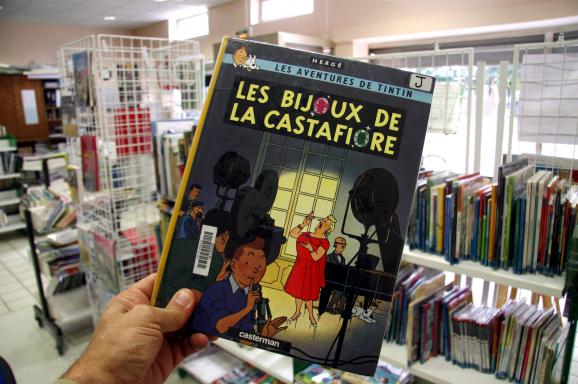 HERGÉ
LES AVENTURES DE TINTIN
J
LES BIJOUX DE
LA CASTAFIORE
casterman